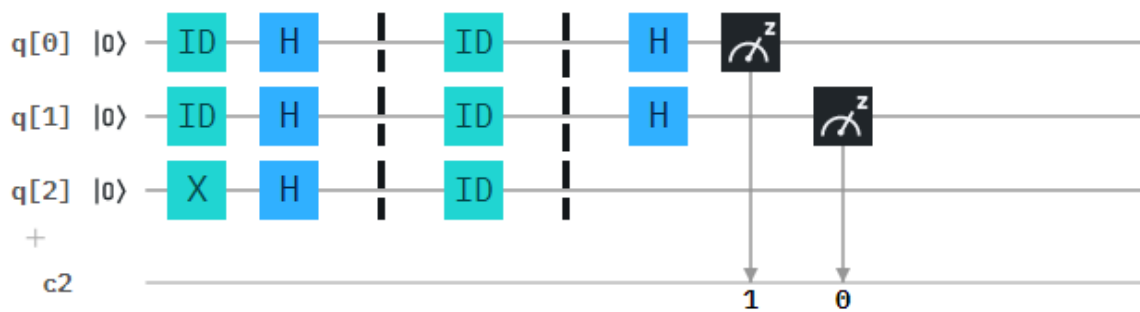 q[0] |0⟩ ID H ID H z
q[1] |0⟩ ID H ID H z
q[2] |0⟩ X H ID
+
c2
1 0